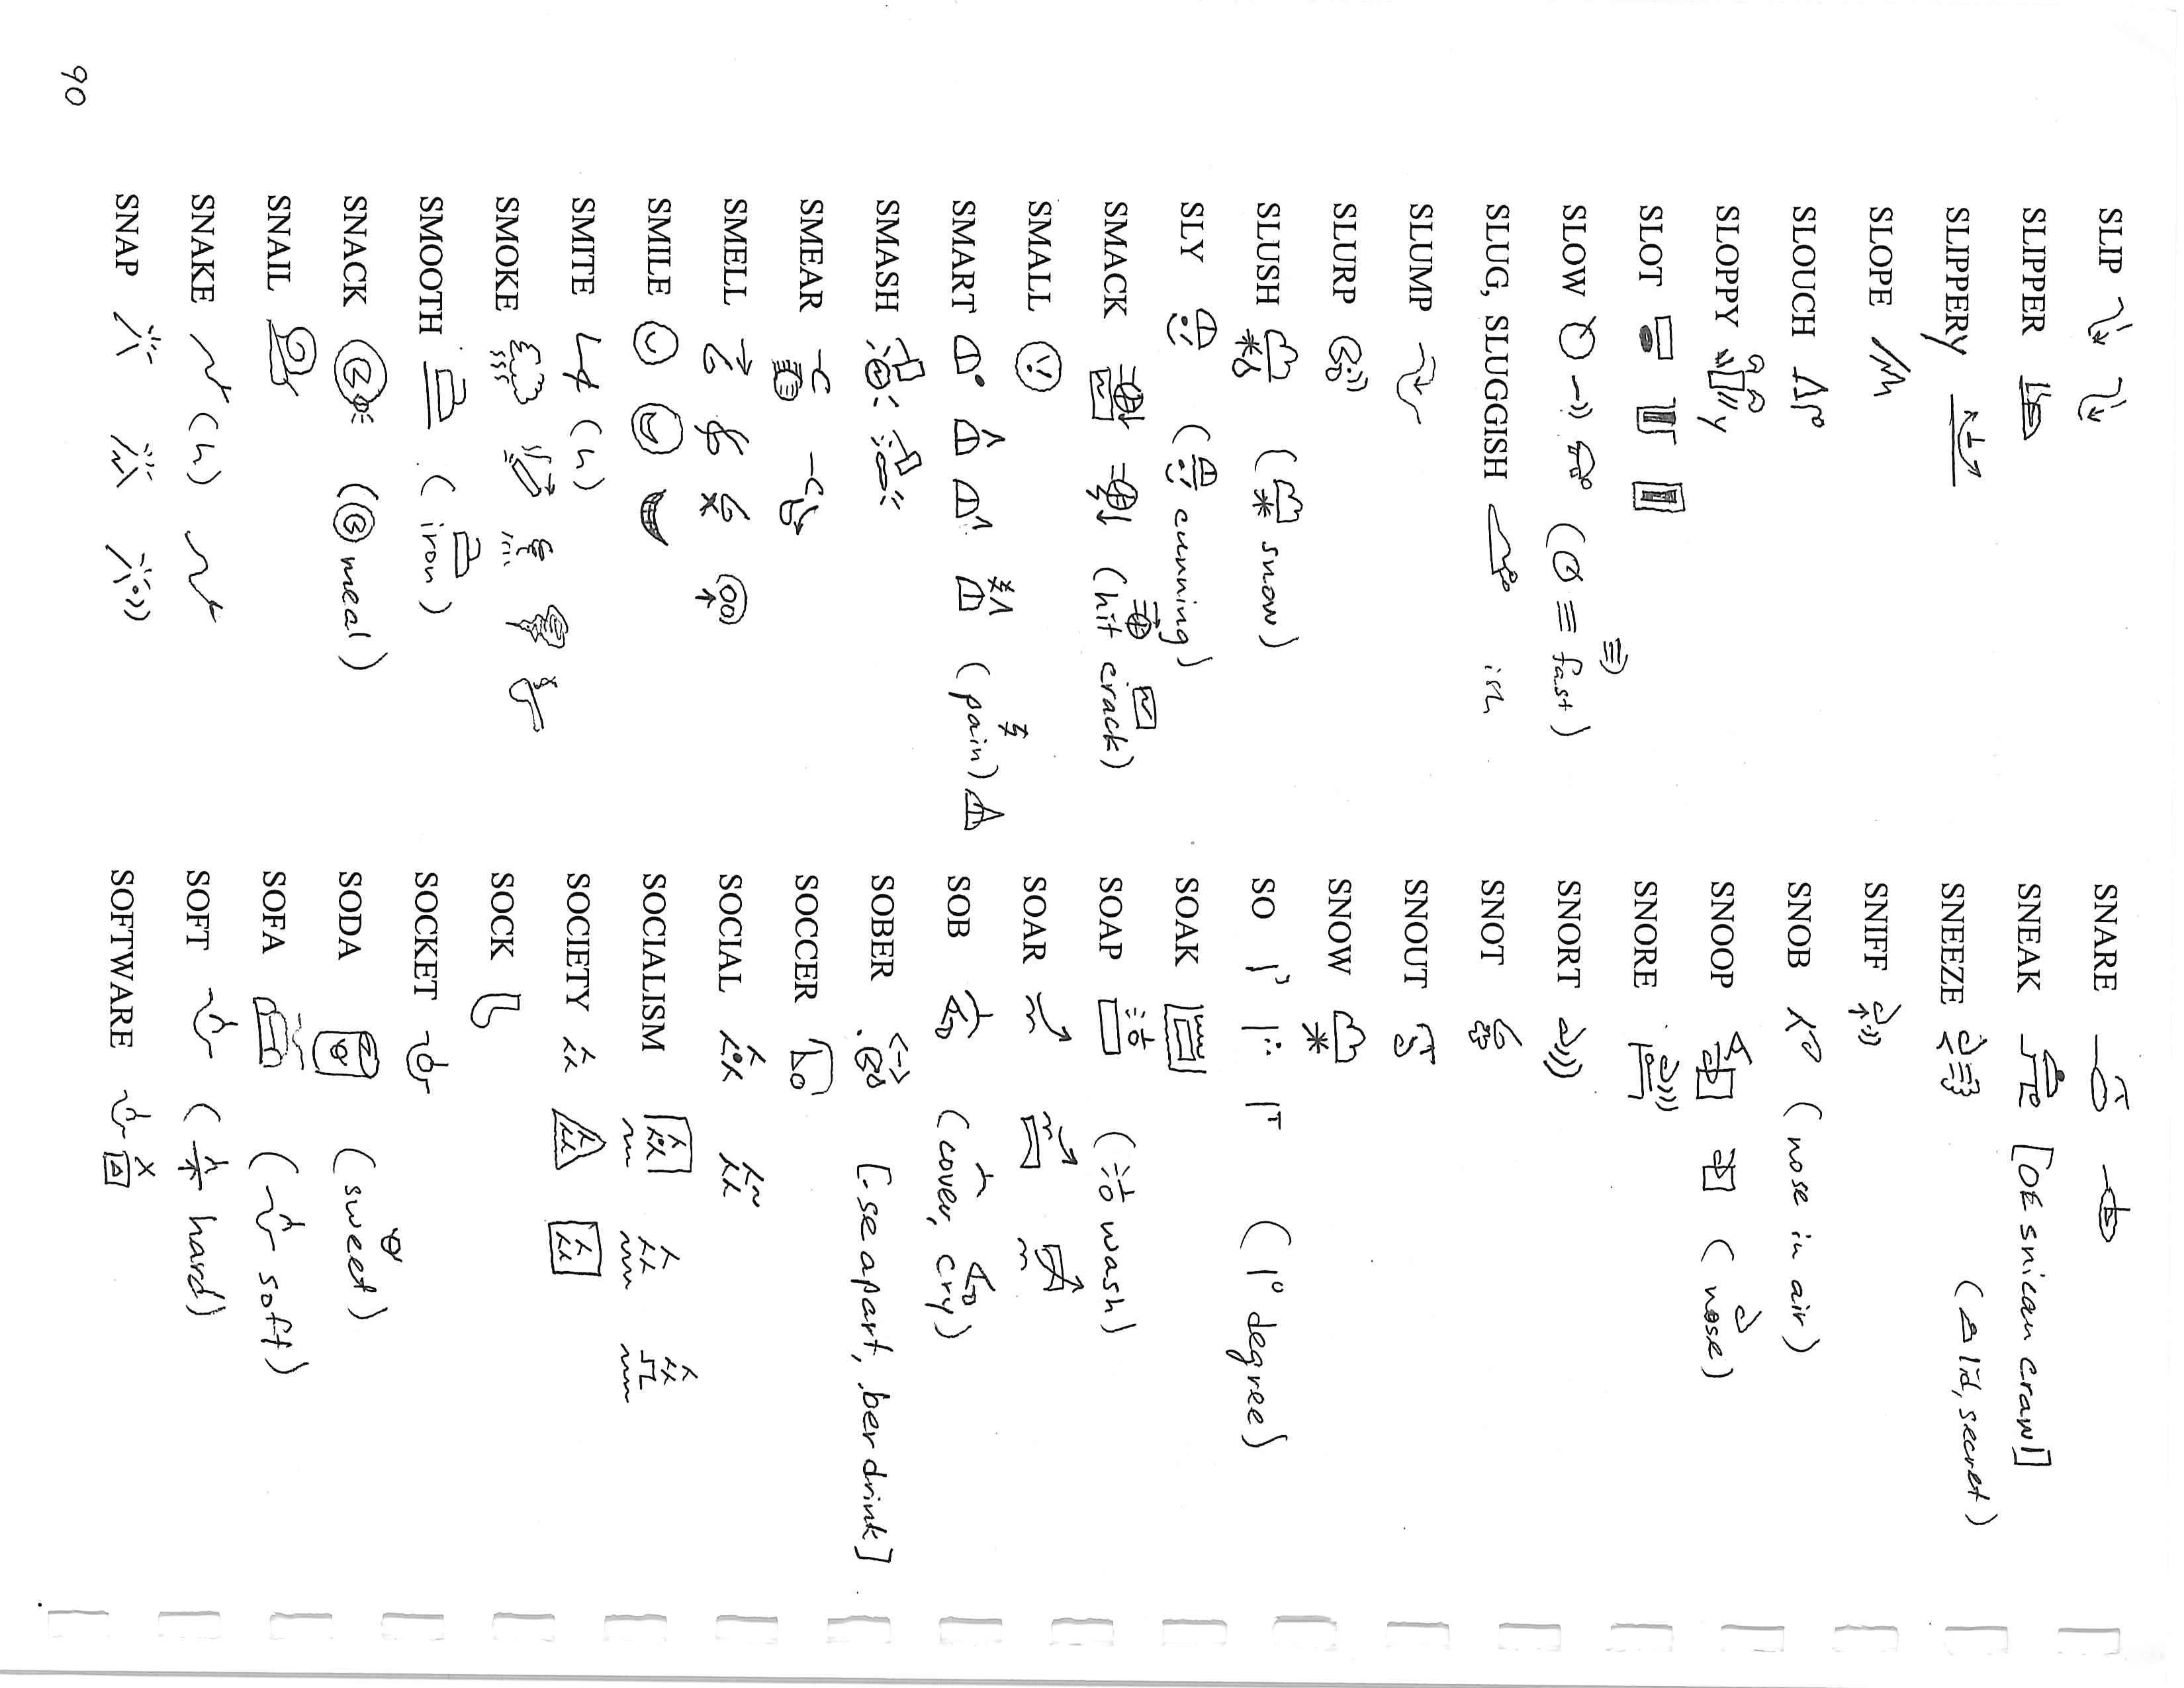 SLIP
SLIPPER
SLIPPERY
SLOPE
SLOUCH
SLOPPY
SLOT
SLOW ( fast )
SLUG, SLUGGISH ish
SLUMP
SLURP
SLUSH ( snow )
SLY ( cunning )
SMACK (hit crack)
SMALL
SMART (pain)
SMASH
SMEAR
SMELL
SMILE
SMITE (h)
SMOKE
SMOOTH ( iron )
SNACK ( meal )
SNAIL
SNAKE (h)
SNAP
90
SNARE
SNEAK [OE snican crawl]
SNEEZE ( lid, secret )
SNIFF
SNOB ( nose in air )
SNOOP ( nose )
SNORE
SNORT
SNOT
SNOUT
SNOW
SO ( 1° degree )
SOAK
SOAP ( wash )
SOAR
SOB (cover, cry)
SOBER [. se apart, .ber drink]
SOCCER
SOCIAL
SOCIALISM
SOCIETY
SOCK
SOCKET
SODA (sweet)
SOFA ( soft )
SOFT ( hard)
SOFTWARE